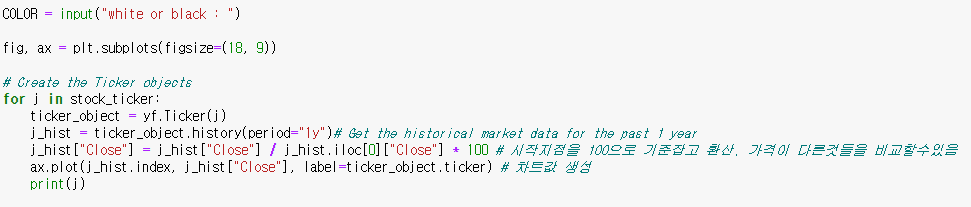 COLOR = input("white or black : ")
fig, ax = plt.subplots(figsize=(18, 9))
# Create the Ticker objects
for j in stock_ticker:
    ticker_object = yf.Ticker(j)
    j_hist = ticker_object.history(period="1y")# Get the historical market data for the past 1 year
    j_hist["Close"] = j_hist["Close"] / j_hist.iloc[0]["Close"] * 100 # 시작지점을 100으로 기준잡고 환산. 가격이 다른것들을 비교할수있음
    ax.plot(j_hist.index, j_hist["Close"], label=ticker_object.ticker) # 차트값 생성
    print(j)